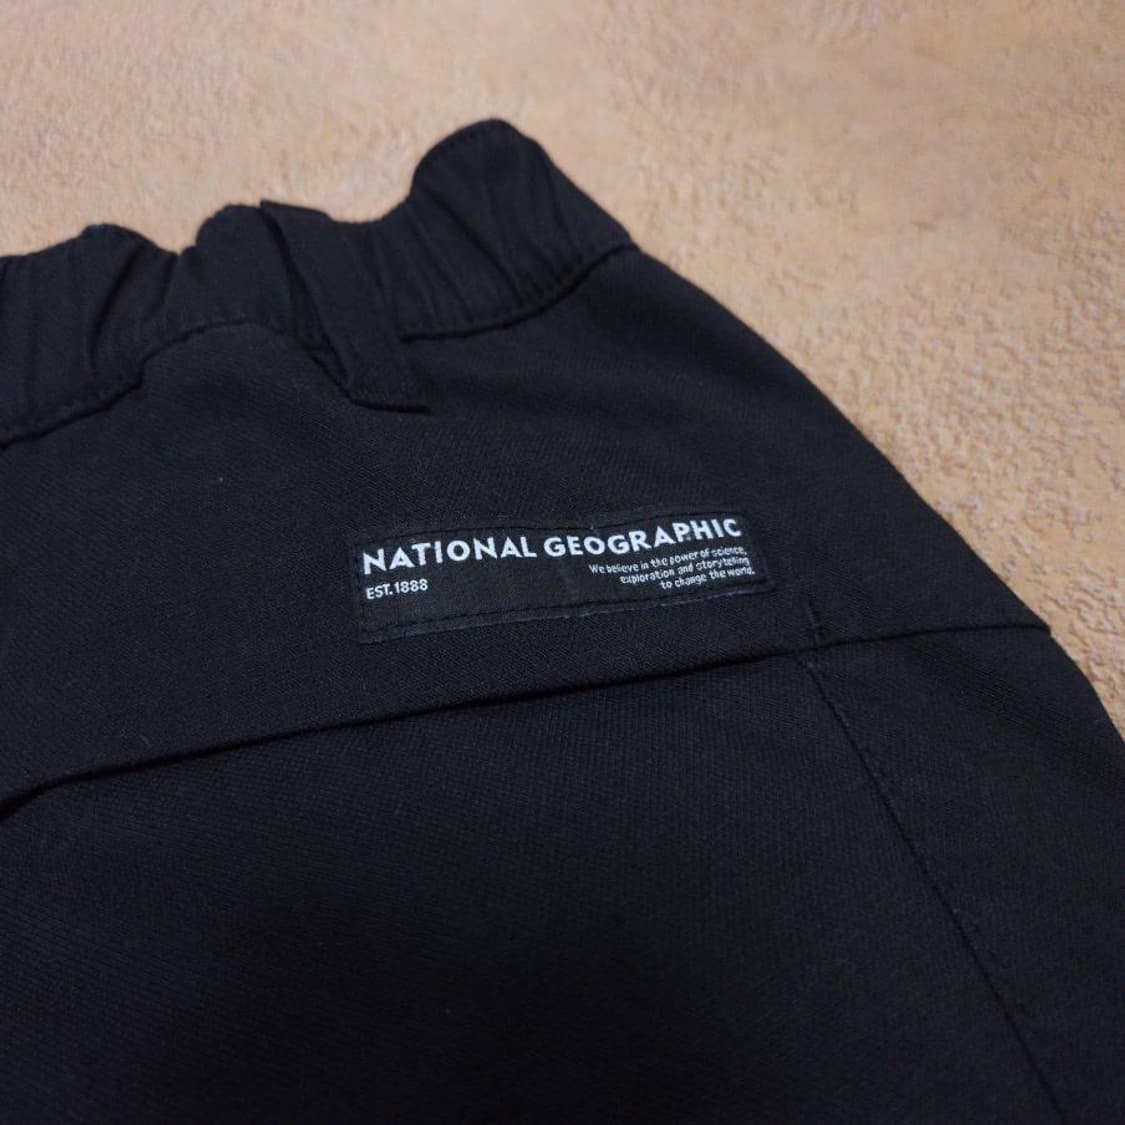 NATIONAL GEOGRAPHIC
EST.1888
We believe in the power of science,
exploration and storytelling
to change the world.